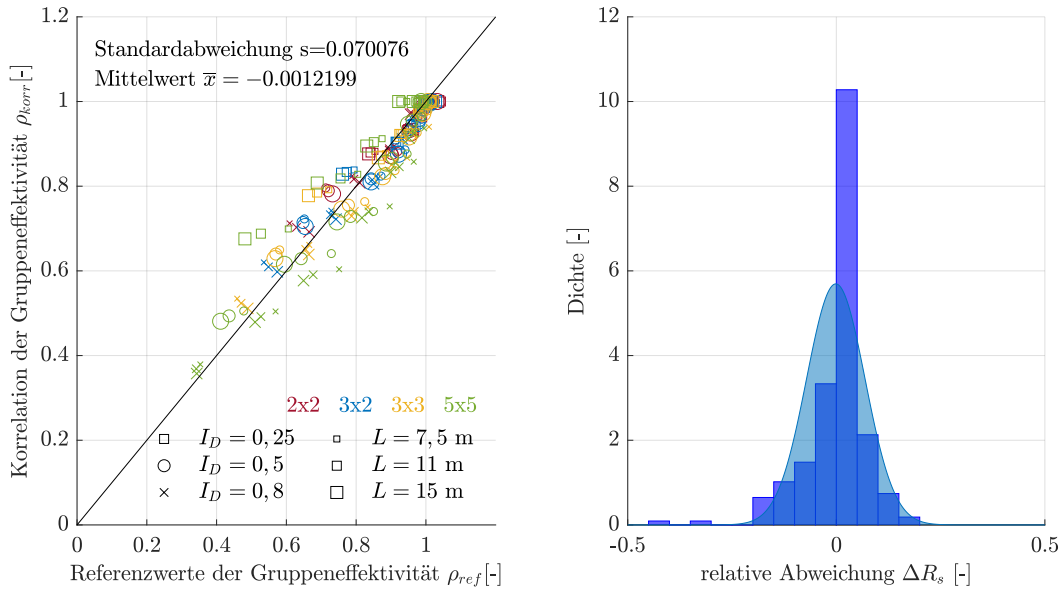 Standardabweichung s=0.070076
Mittelwert x̅ = −0.0012199
Korrelation der Gruppeneffektivität ρkorr[-]
1.2
1
0.8
0.6
0.4
0.2
0
2x2 3x2 3x3 5x5
I_D = 0,25 L = 7,5 m
I_D = 0,5 L = 11 m
I_D = 0,8 L = 15 m
0 0.2 0.4 0.6 0.8 1
Referenzwerte der Gruppeneffektivität ρref[-]
Dichte [-]
12
10
8
6
4
2
0
-0.5 0 0.5
relative Abweichung ΔR_s [-]